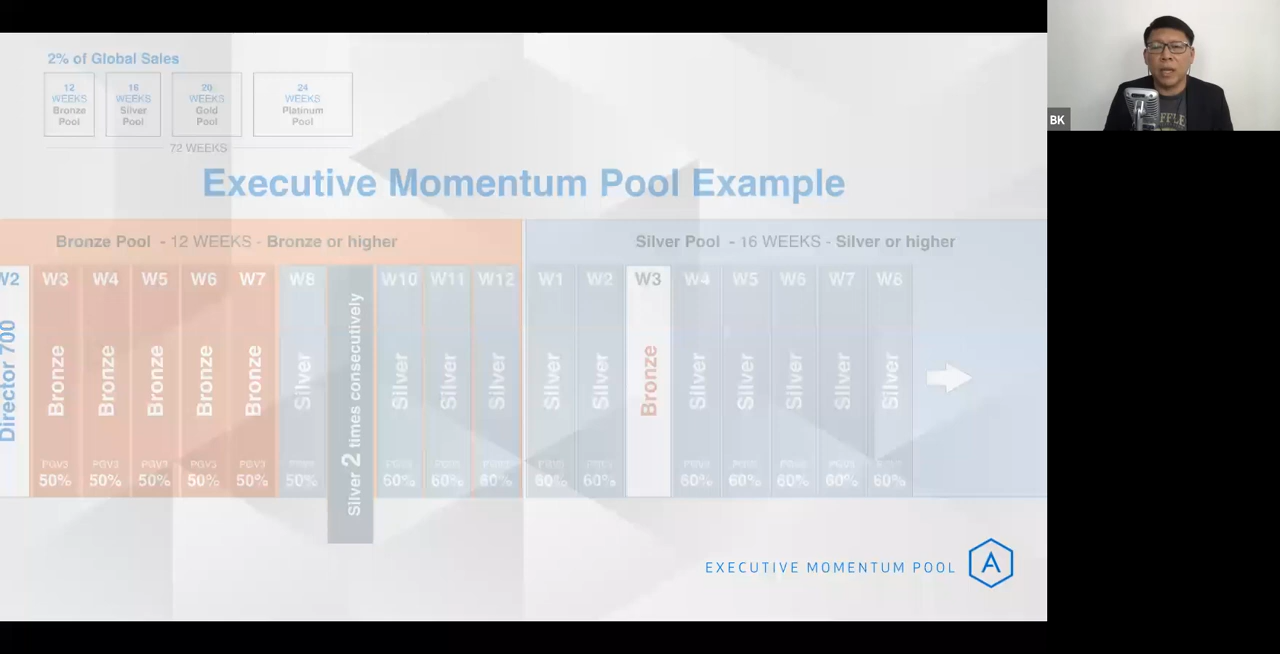 2% of Global Sales
12 WEEKS Bronze Pool
16 WEEKS Silver Pool
20 WEEKS Gold Pool
24 WEEKS Platinum Pool
72 WEEKS
Executive Momentum Pool Example
Bronze Pool - 12 WEEKS - Bronze or higher
Silver Pool - 16 WEEKS - Silver or higher
W2 W3 W4 W5 W6 W7 W8 W10 W11 W12 W1 W2 W3 W4 W5 W6 W7 W8
Director 700 Bronze Bronze Bronze Bronze Bronze Silver Silver 2 times consecutively Silver Silver Silver Silver Silver Bronze Silver Silver Silver Silver Silver
50% 50% 50% 50% 50% 50% 60% 60% 60% 60% 60% 60% 60% 60% 60% 60%
EXECUTIVE MOMENTUM POOL
A
BK